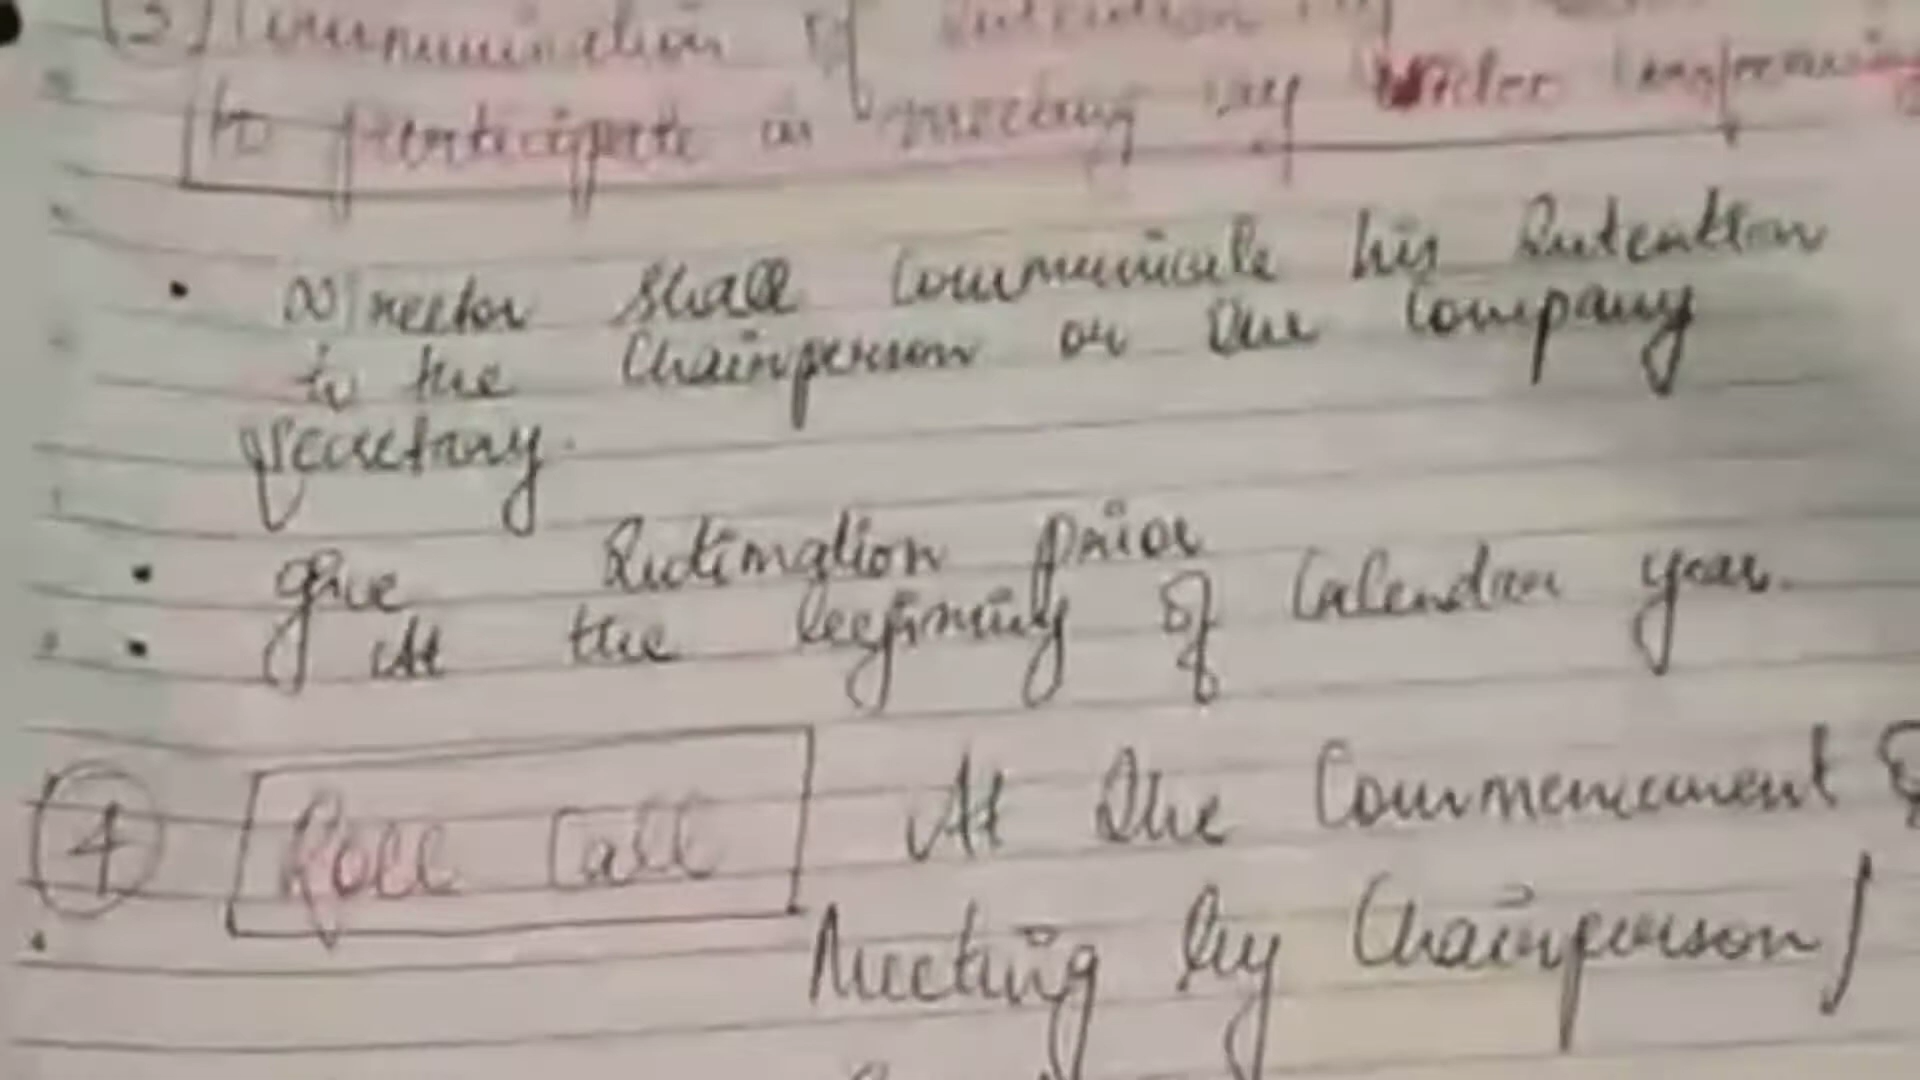 (3) Communication of Intention
to participate in meeting by Video Conferencing
• Director shall Communicate his Intention
to the Chairperson or the Company
Secretary.
• give Intimation prior
• At the beginning of Calendar year.
④ Roll Call At the Commencement of
Meeting by Chairperson/